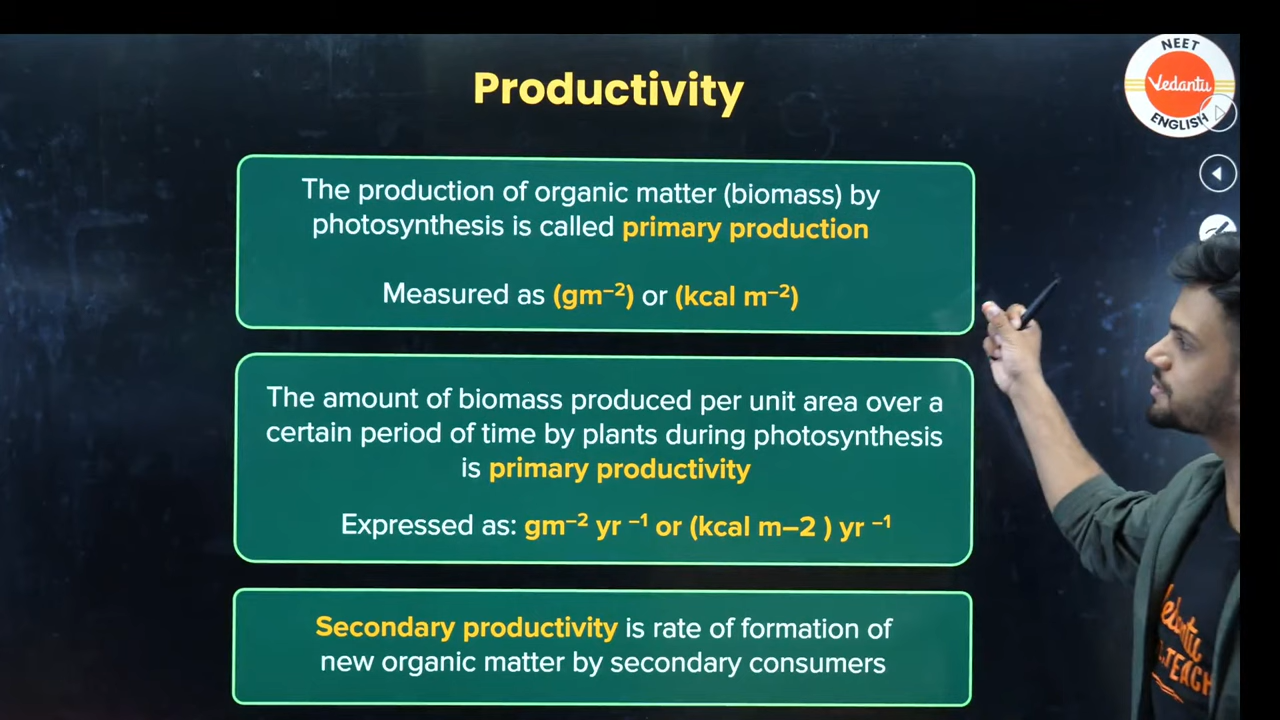 NEET
Vedantu
ENGLISH
Productivity
The production of organic matter (biomass) by
photosynthesis is called primary production
Measured as (gm⁻²) or (kcal m⁻²)
The amount of biomass produced per unit area over a
certain period of time by plants during photosynthesis
is primary productivity
Expressed as: gm⁻² yr ⁻¹ or (kcal m–2 ) yr ⁻¹
Secondary productivity is rate of formation of
new organic matter by secondary consumers